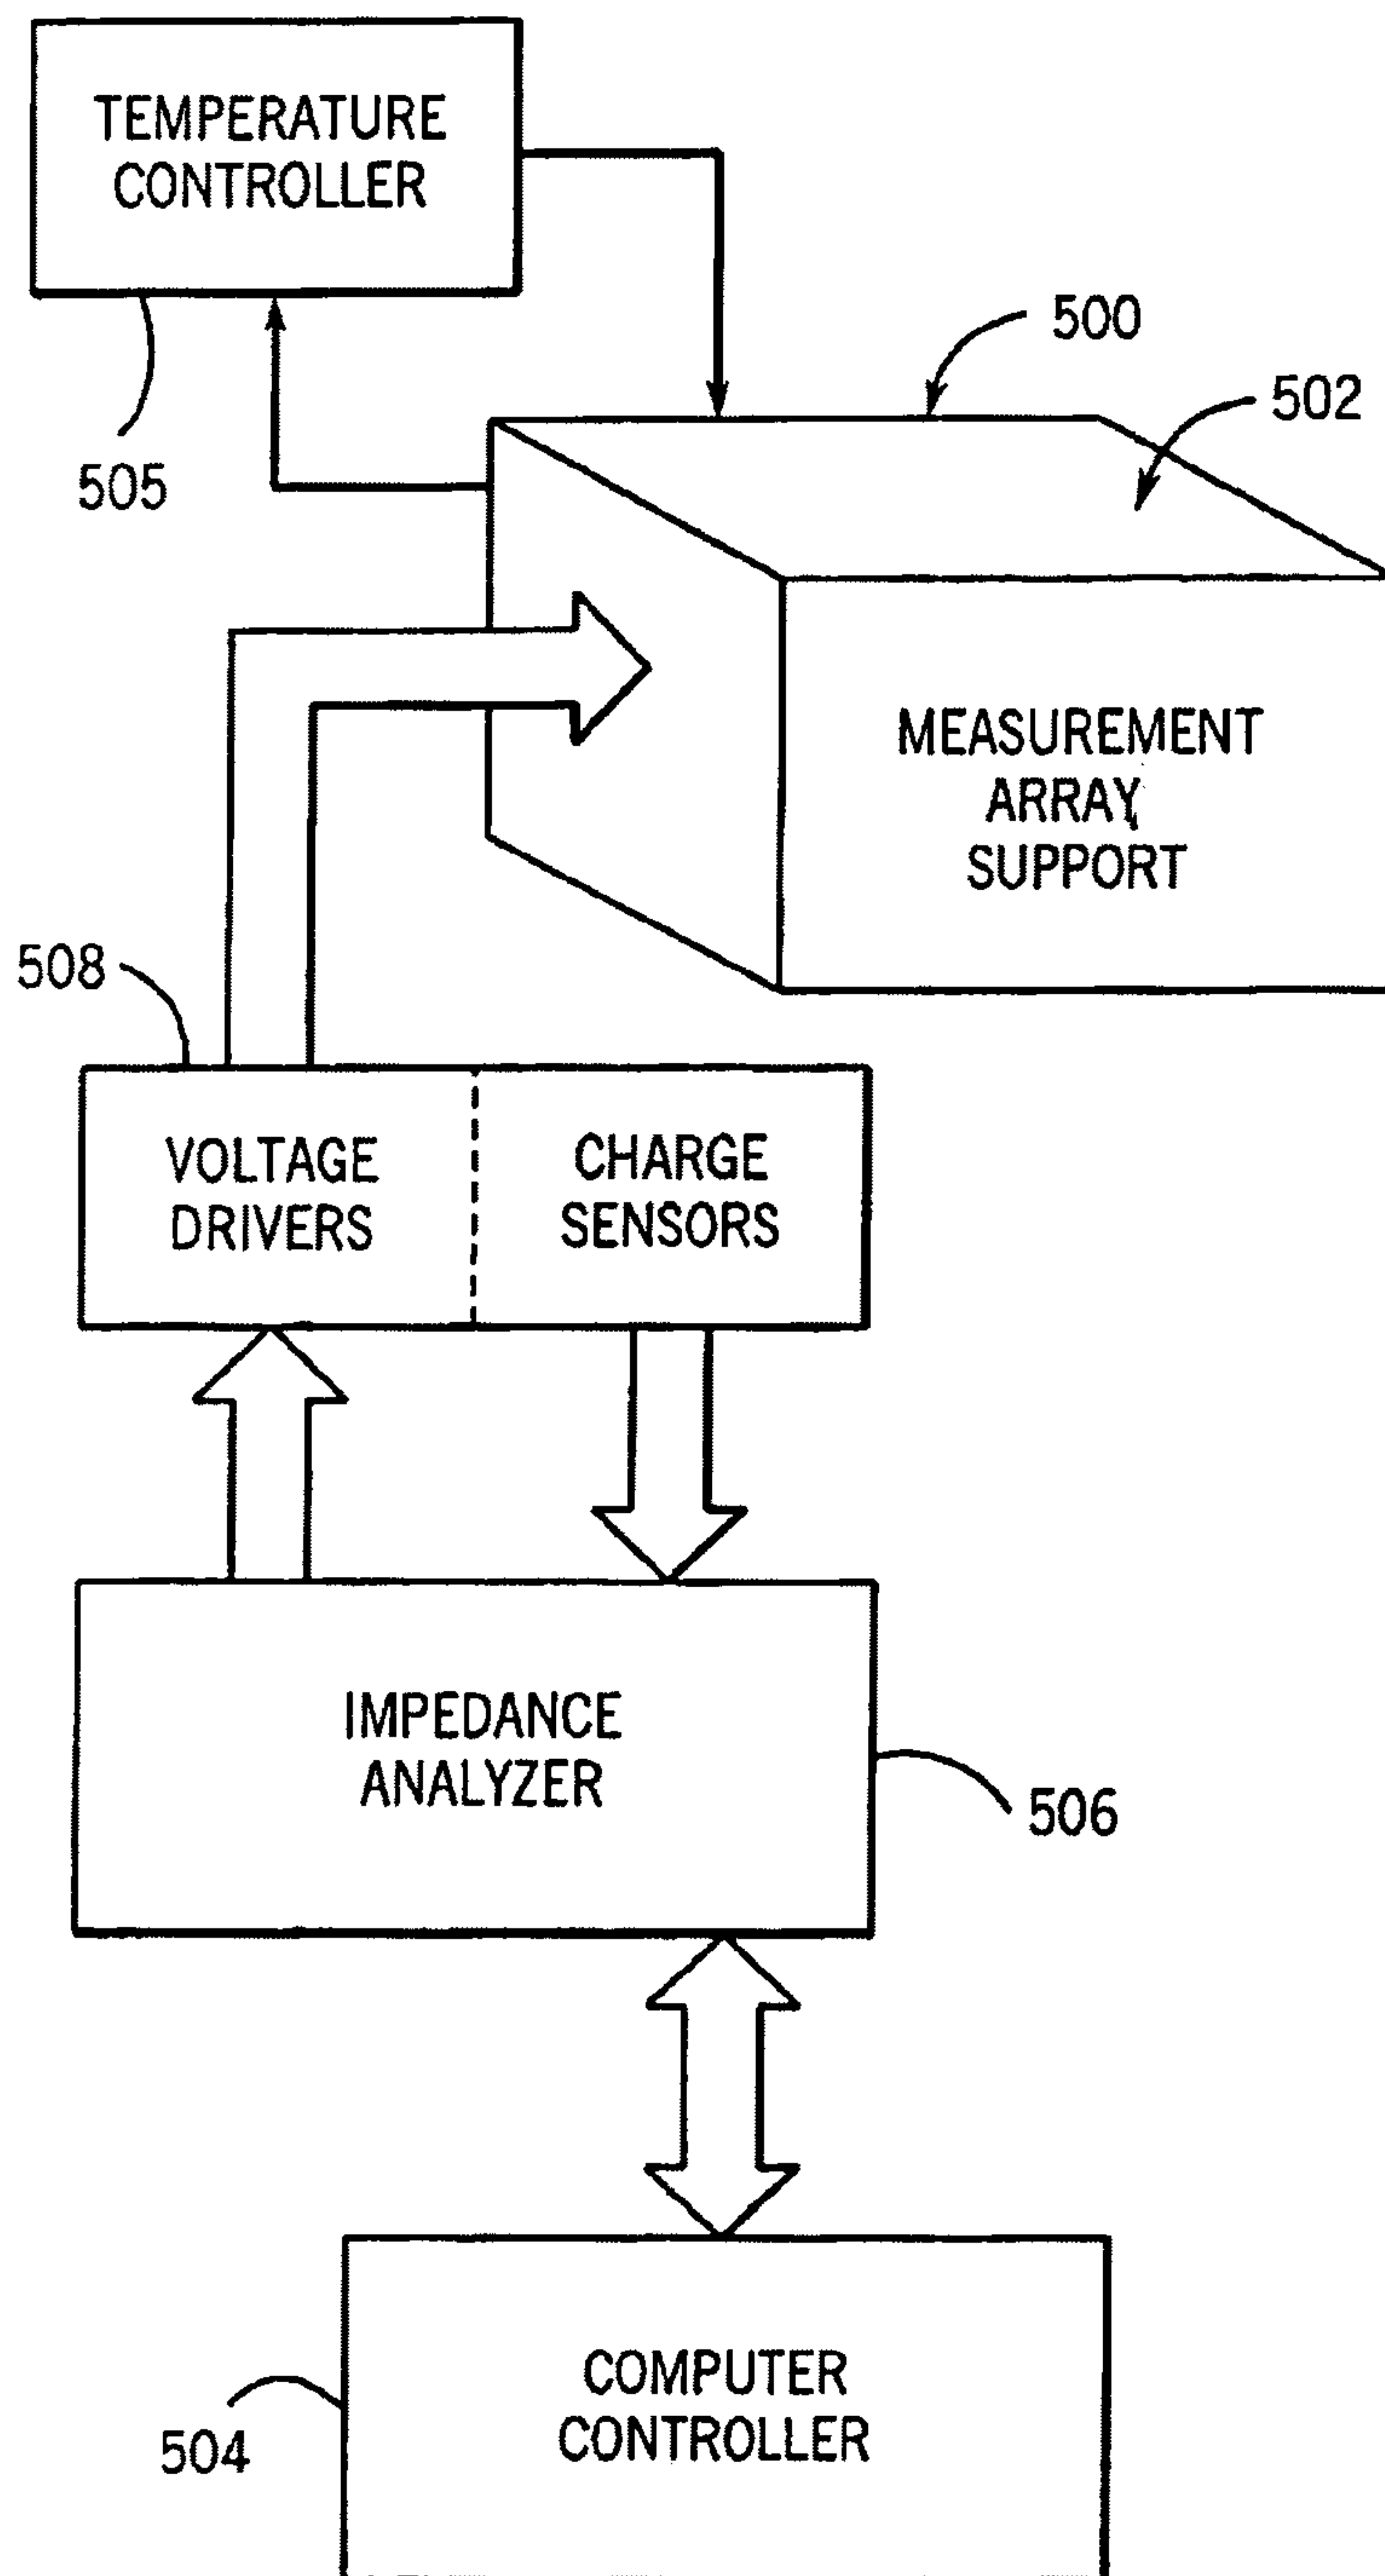 TEMPERATURE
CONTROLLER
500
502
505
MEASUREMENT
ARRAY
SUPPORT
508
VOLTAGE
DRIVERS
CHARGE
SENSORS
IMPEDANCE
ANALYZER
506
COMPUTER
CONTROLLER
504